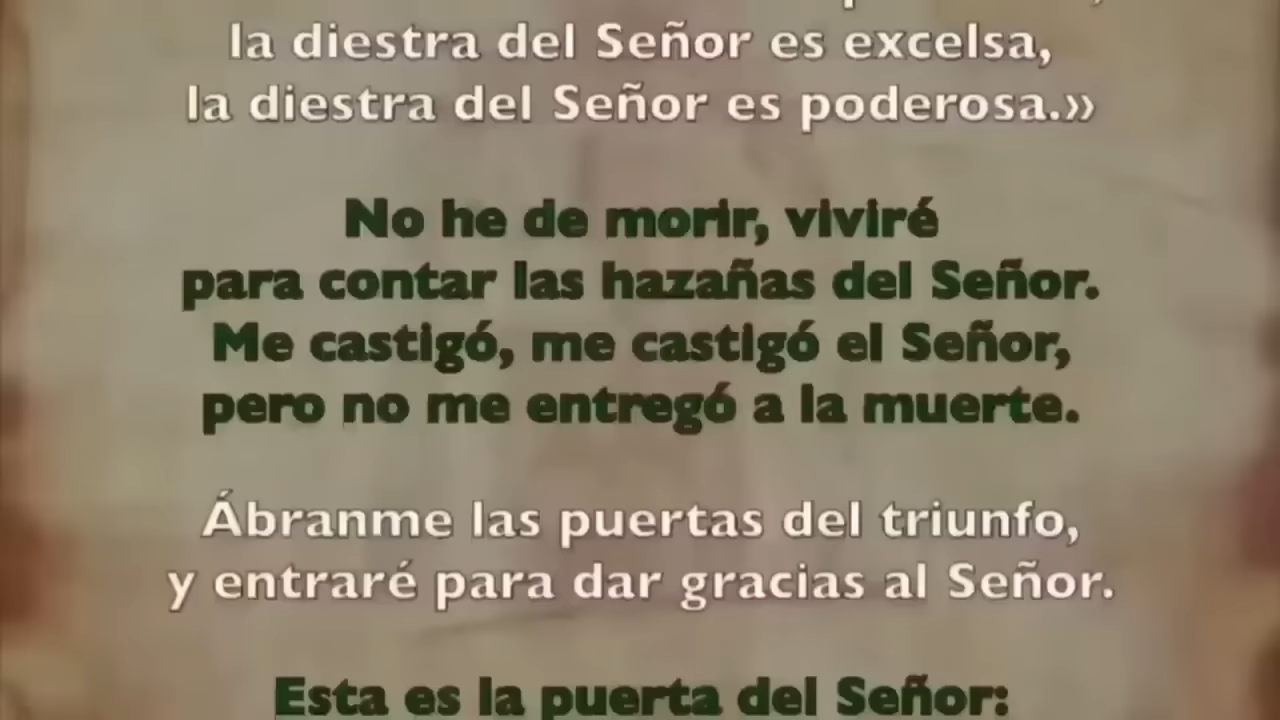 la diestra del Señor es excelsa,
la diestra del Señor es poderosa.»
No he de morir, viviré
para contar las hazañas del Señor.
Me castigó, me castigó el Señor,
pero no me entregó a la muerte.
Ábranme las puertas del triunfo,
y entraré para dar gracias al Señor.
Esta es la puerta del Señor: